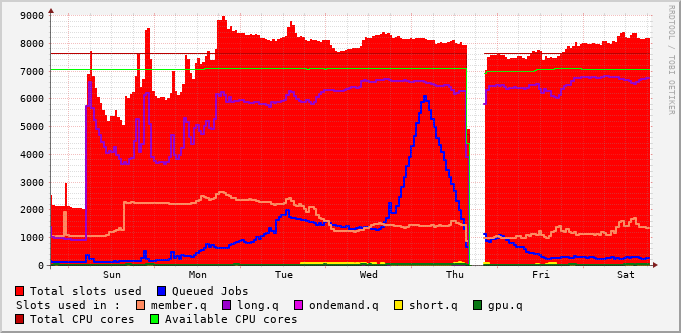 RRDTOOL / TOBI OETIKER
9000
8000
7000
6000
5000
4000
3000
2000
1000
0
Sun Mon Tue Wed Thu Fri Sat
Total slots used Queued Jobs
Slots used in : member.q long.q ondemand.q short.q gpu.q
Total CPU cores Available CPU cores